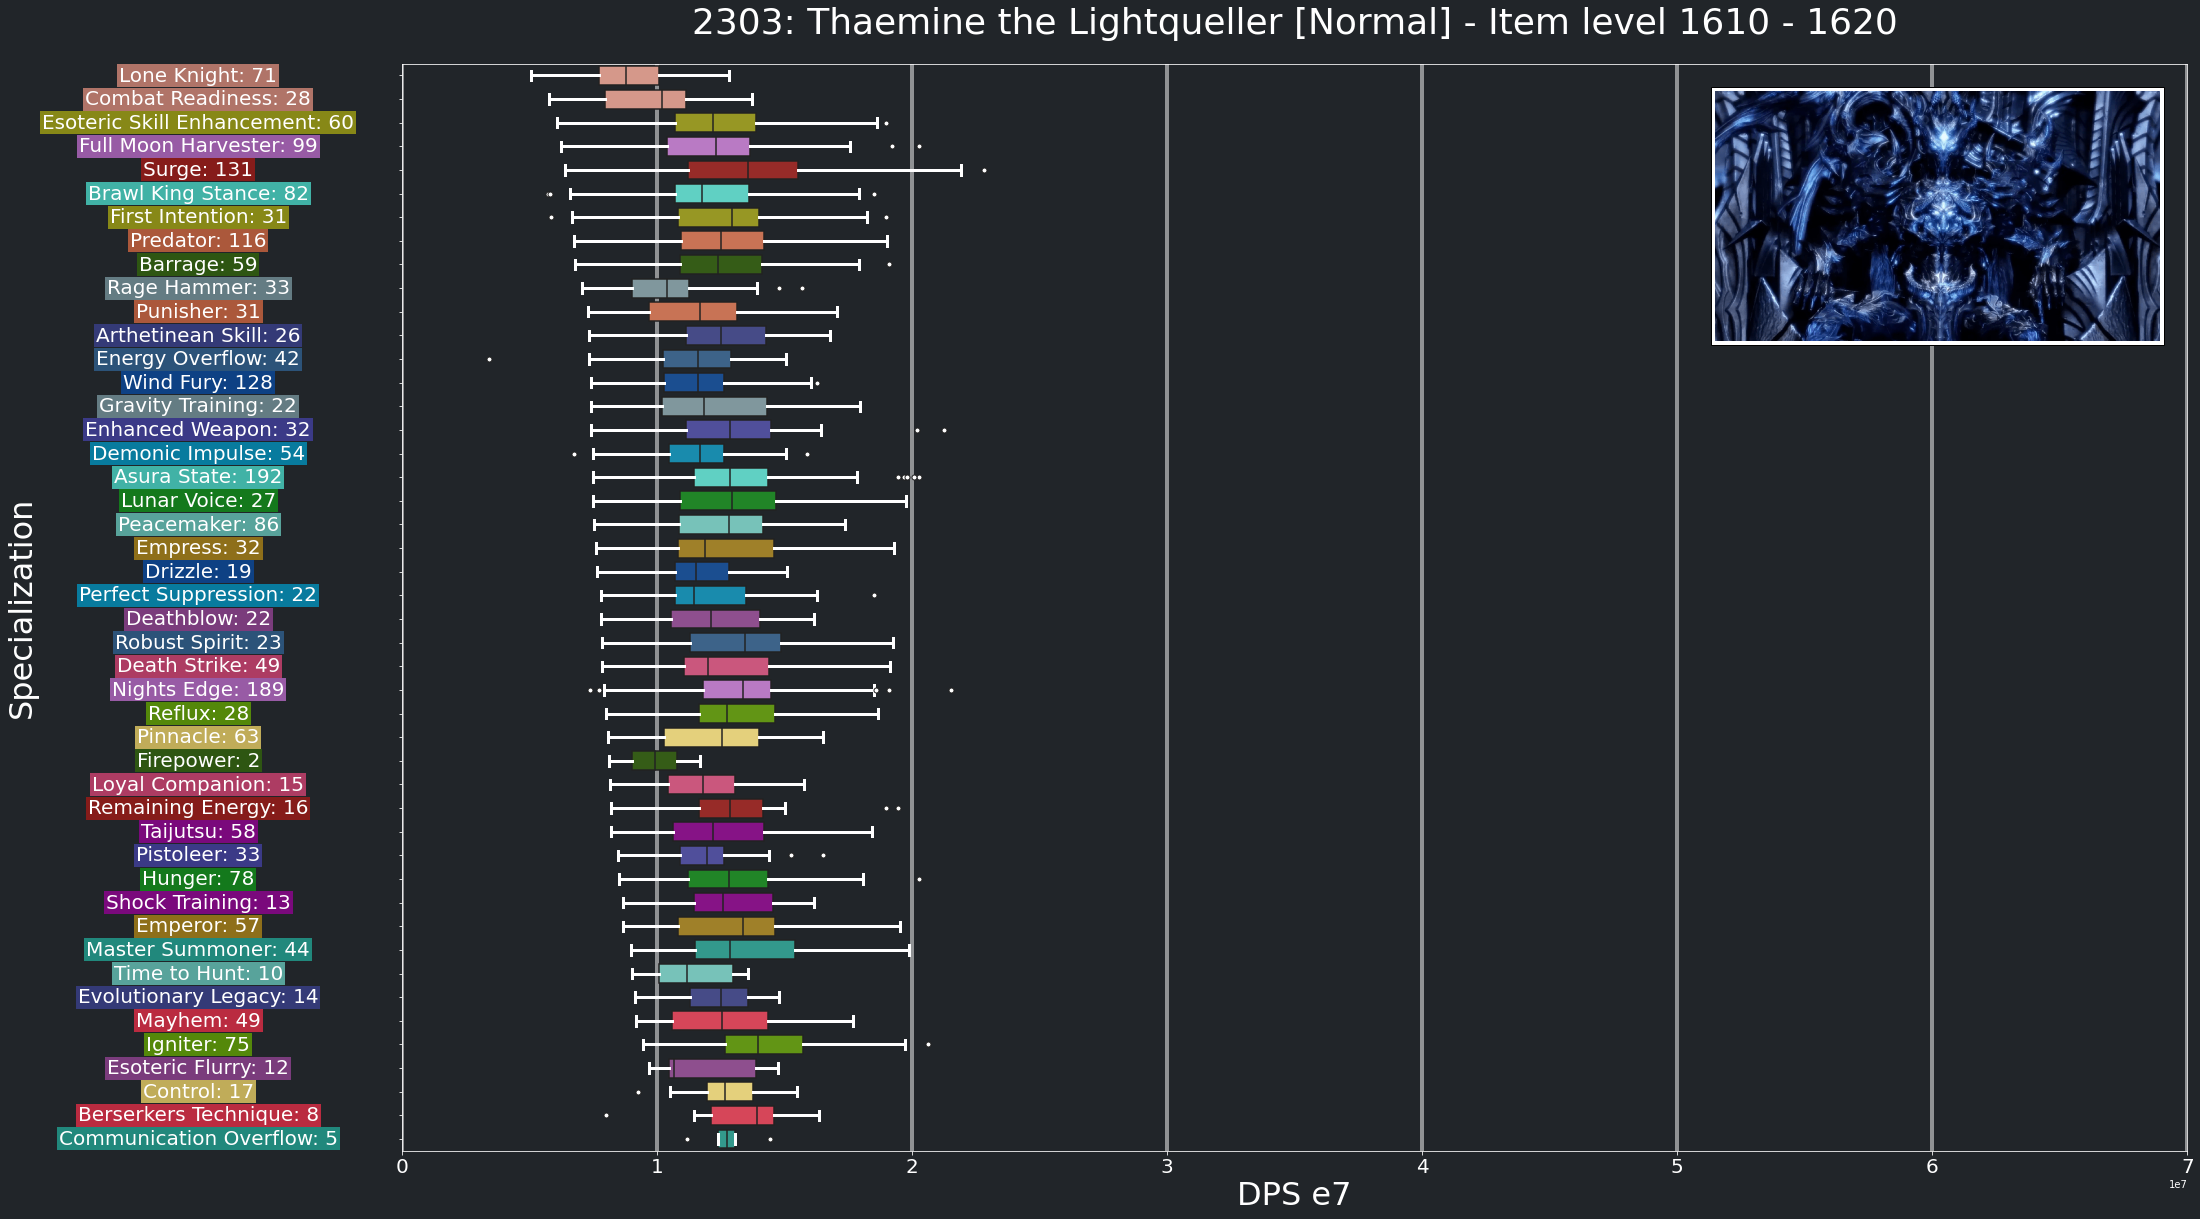 2303: Thaemine the Lightqueller [Normal] - Item level 1610 - 1620
Specialization
Lone Knight: 71
Combat Readiness: 28
Esoteric Skill Enhancement: 60
Full Moon Harvester: 99
Surge: 131
Brawl King Stance: 82
First Intention: 31
Predator: 116
Barrage: 59
Rage Hammer: 33
Punisher: 31
Arthetinean Skill: 26
Energy Overflow: 42
Wind Fury: 128
Gravity Training: 22
Enhanced Weapon: 32
Demonic Impulse: 54
Asura State: 192
Lunar Voice: 27
Peacemaker: 86
Empress: 32
Drizzle: 19
Perfect Suppression: 22
Deathblow: 22
Robust Spirit: 23
Death Strike: 49
Nights Edge: 189
Reflux: 28
Pinnacle: 63
Firepower: 2
Loyal Companion: 15
Remaining Energy: 16
Taijutsu: 58
Pistoleer: 33
Hunger: 78
Shock Training: 13
Emperor: 57
Master Summoner: 44
Time to Hunt: 10
Evolutionary Legacy: 14
Mayhem: 49
Igniter: 75
Esoteric Flurry: 12
Control: 17
Berserkers Technique: 8
Communication Overflow: 5
0 1 2 3 4 5 6 7
1e7
DPS e7